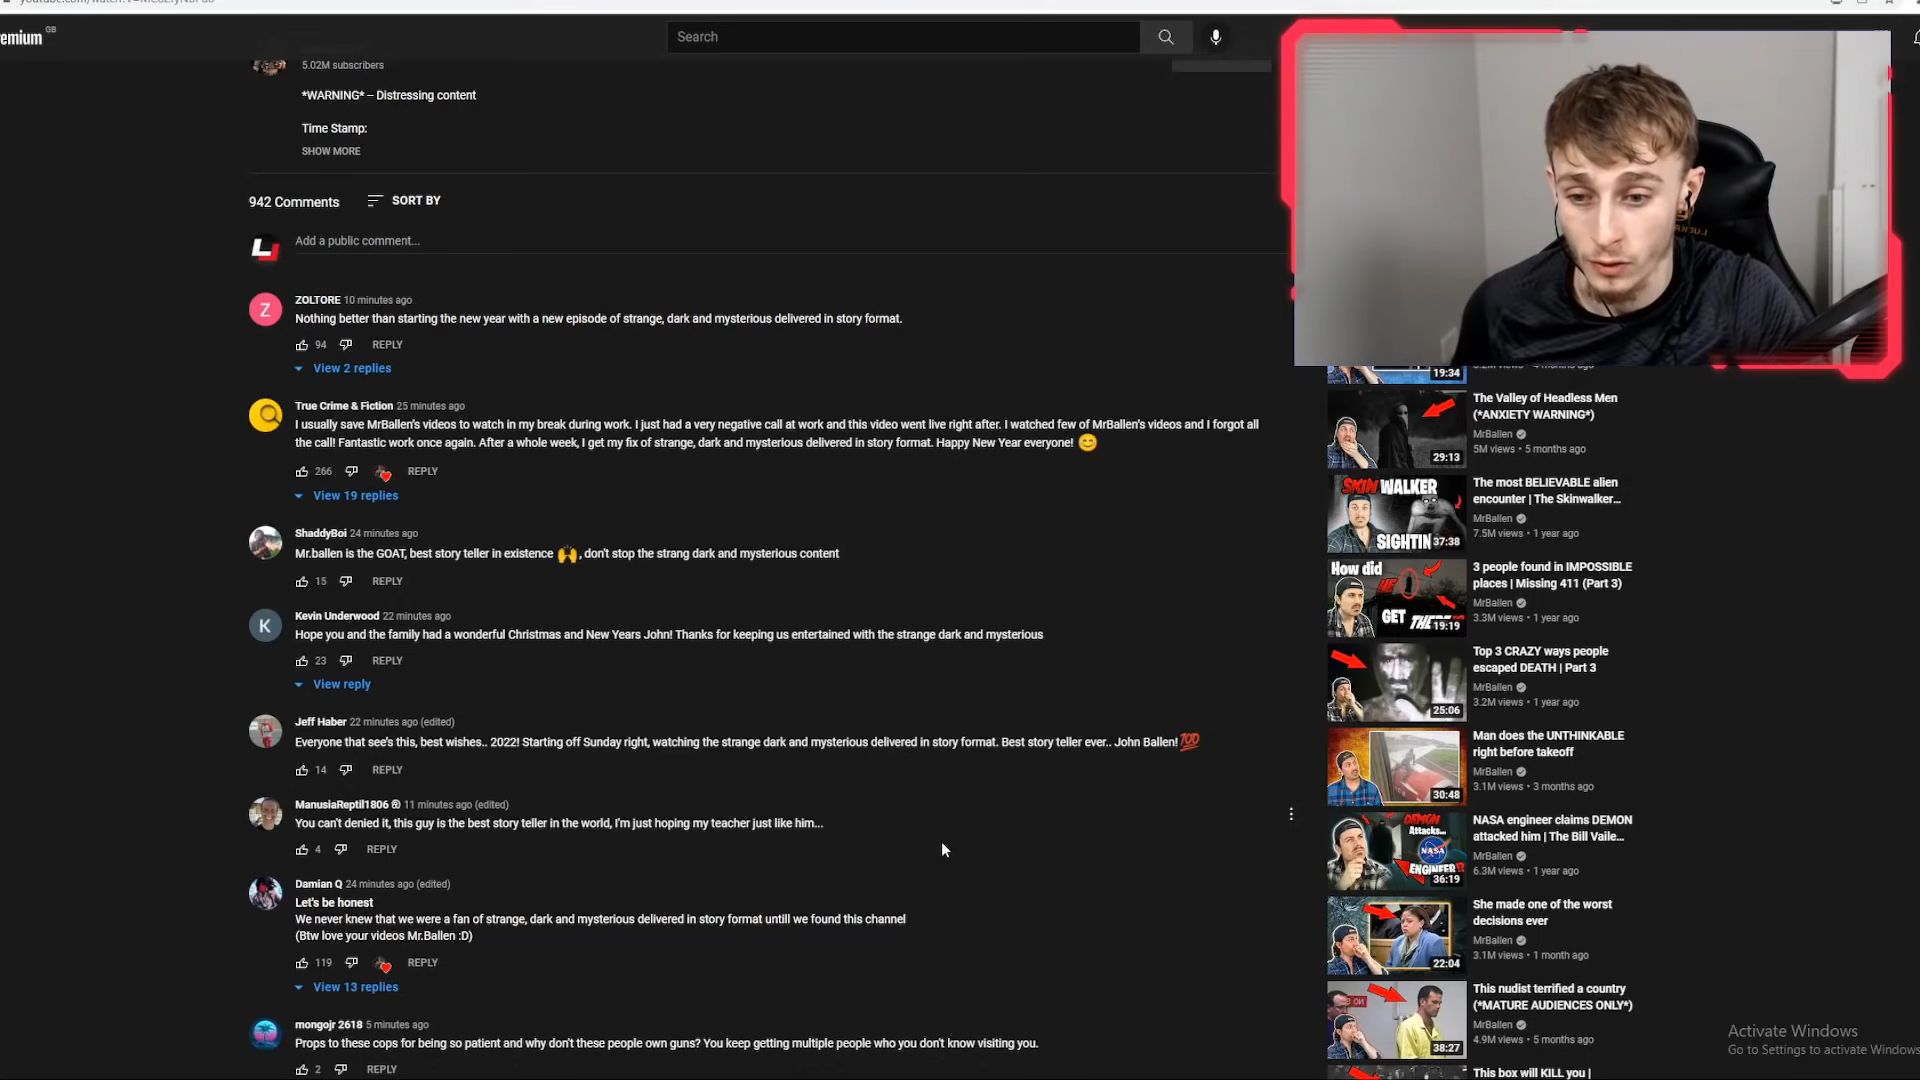 emium GB
Search
5.02M subscribers
*WARNING* – Distressing content
Time Stamp:
SHOW MORE
942 Comments
SORT BY
Add a public comment...
Z
ZOLTORE 10 minutes ago
Nothing better than starting the new year with a new episode of strange, dark and mysterious delivered in story format.
94 REPLY
View 2 replies
True Crime & Fiction 25 minutes ago
I usually save MrBallen's videos to watch in my break during work. I just had a very negative call at work and this video went live right after. I watched few of MrBallen's videos and I forgot all
the call! Fantastic work once again. After a whole week, I get my fix of strange, dark and mysterious delivered in story format. Happy New Year everyone! 😊
266 REPLY
View 19 replies
ShaddyBoi 24 minutes ago
Mr.ballen is the GOAT, best story teller in existence 🙌, don't stop the strang dark and mysterious content
15 REPLY
K
Kevin Underwood 22 minutes ago
Hope you and the family had a wonderful Christmas and New Years John! Thanks for keeping us entertained with the strange dark and mysterious
23 REPLY
View reply
Jeff Haber 22 minutes ago (edited)
Everyone that see's this, best wishes.. 2022! Starting off Sunday right, watching the strange dark and mysterious delivered in story format. Best story teller ever.. John Ballen! 💯
14 REPLY
ManusiaReptil1806 11 minutes ago (edited)
You can't denied it, this guy is the best story teller in the world, I'm just hoping my teacher just like him...
4 REPLY
Damian Q 24 minutes ago (edited)
Let's be honest
We never knew that we were a fan of strange, dark and mysterious delivered in story format untill we found this channel
(Btw love your videos Mr.Ballen :D)
119 REPLY
View 13 replies
mongojr 2618 5 minutes ago
Props to these cops for being so patient and why don't these people own guns? You keep getting multiple people who you don't know visiting you.
2 REPLY
19:34
The Valley of Headless Men
(*ANXIETY WARNING*)
MrBallen
5M views • 5 months ago
29:13
SKIN WALKER
SIGHTIN
37:38
The most BELIEVABLE alien
encounter | The Skinwalker...
MrBallen
7.5M views • 1 year ago
How did
HE
GET THERE
19:19
3 people found in IMPOSSIBLE
places | Missing 411 (Part 3)
MrBallen
3.3M views • 1 year ago
25:06
Top 3 CRAZY ways people
escaped DEATH | Part 3
MrBallen
3.2M views • 1 year ago
30:48
Man does the UNTHINKABLE
right before takeoff
MrBallen
3.1M views • 3 months ago
DEMON
Attacks...
NASA
ENGINEER
36:19
NASA engineer claims DEMON
attacked him | The Bill Vaile...
MrBallen
6.3M views • 1 year ago
22:04
She made one of the worst
decisions ever
MrBallen
3.1M views • 1 month ago
38:27
This nudist terrified a country
(*MATURE AUDIENCES ONLY*)
MrBallen
4.9M views • 5 months ago
This box will KILL you |
Activate Windows
Go to Settings to activate Windows